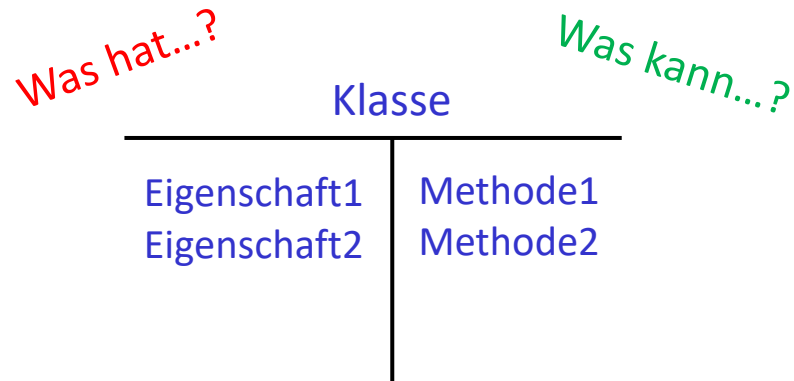 Was hat...?
Was kann...?
Klasse
Eigenschaft1
Eigenschaft2
Methode1
Methode2